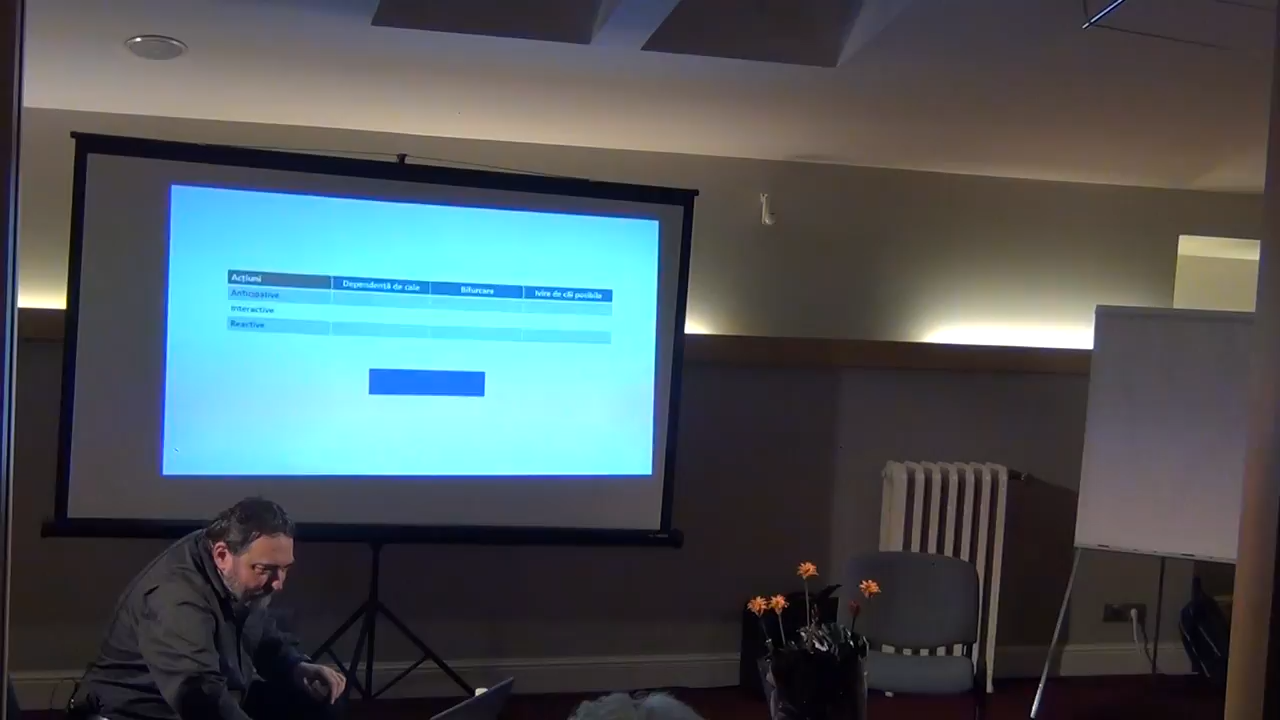 Acțiuni Dependență de cale Bifurcare Ivire de căi posibile
Anticipative
Interactive
Reactive